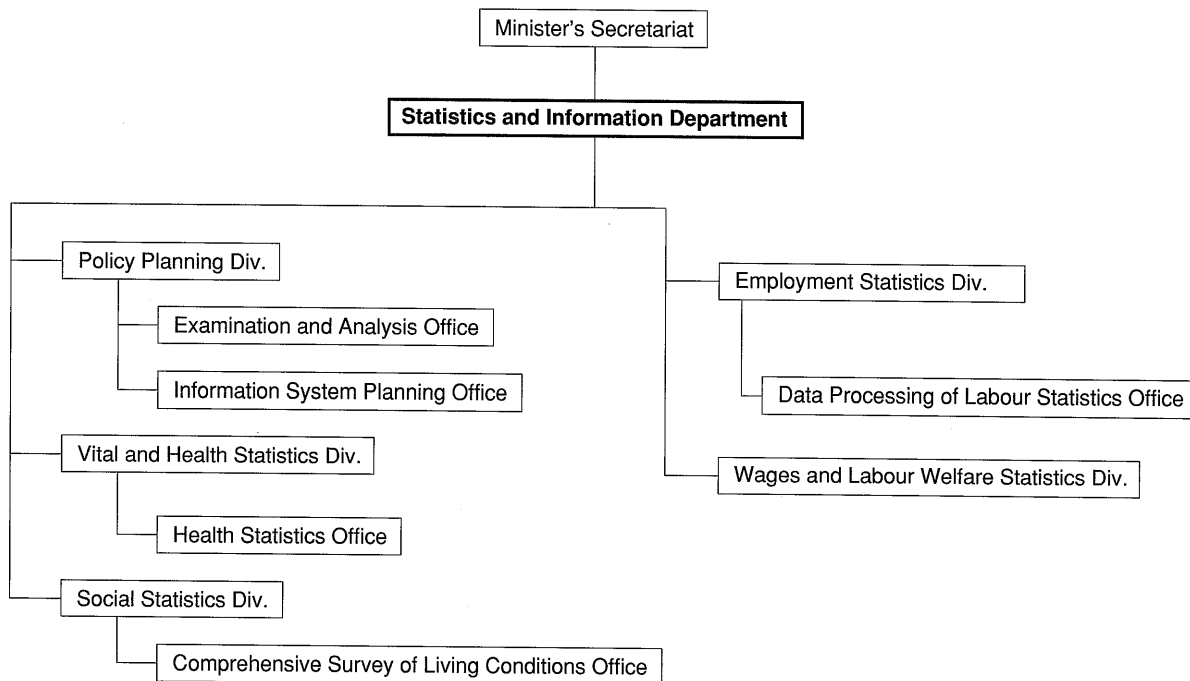 Minister's Secretariat
Statistics and Information Department
Policy Planning Div.
Examination and Analysis Office
Information System Planning Office
Vital and Health Statistics Div.
Health Statistics Office
Social Statistics Div.
Comprehensive Survey of Living Conditions Office
Employment Statistics Div.
Data Processing of Labour Statistics Office
Wages and Labour Welfare Statistics Div.